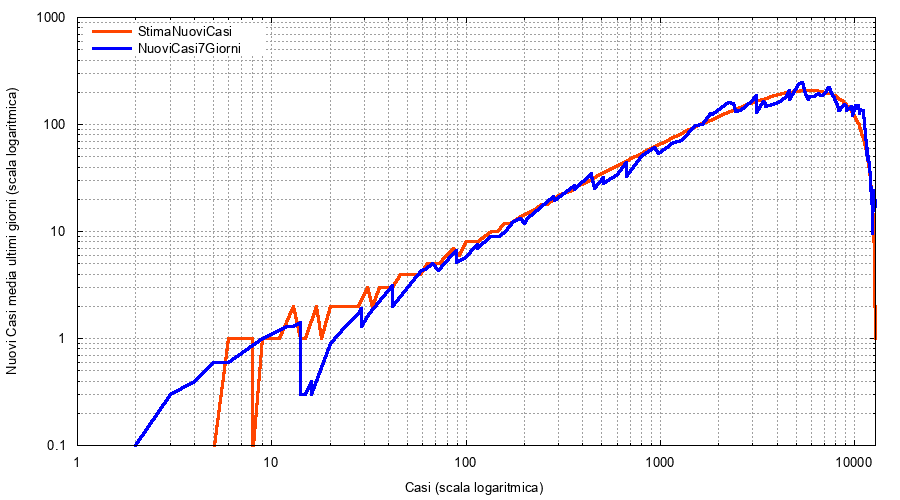 1000
StimaNuoviCasi
NuoviCasi7Giorni
100
10
1
0.1
Nuovi Casi media ultimi giorni (scala logaritmica)
1 10 100 1000 10000
Casi (scala logaritmica)